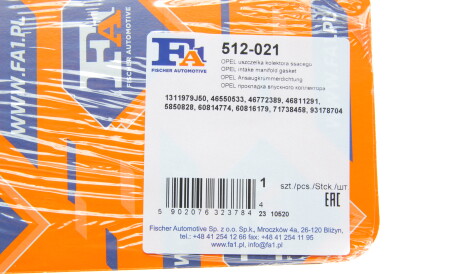 WWW.FA1.PL
FA1
FISCHER AUTOMOTIVE
512-021
OPEL uszczelka kolektora ssącego
OPEL intake manifold gasket
OPEL Ansaugkrümmerdichtung
OPEL прокладка впускного коллектора
1311979J50, 46550533, 46772389, 46811291,
5850828, 60814774, 60816179, 71738458, 93178704
1 szt./pcs./Stck./шт.
4
5 902076 323784
23 10520
EAC
Fischer Automotive Sp. z o.o. Sp.k., Mroczków 4a, 26-120 Bliżyn,
tel.: +48 41 254 12 66 fax: +48 41 254 11 95
www.fa1.pl, info@fa1.pl